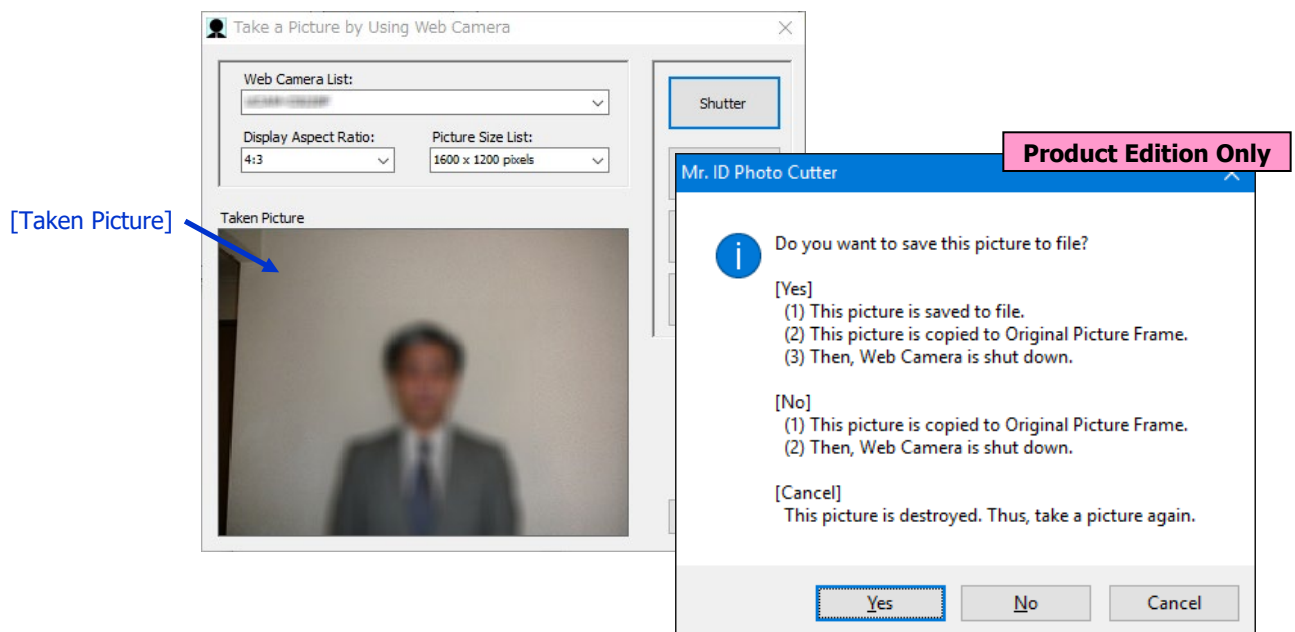 Take a Picture by Using Web Camera
Web Camera List:
Shutter
Display Aspect Ratio:
Picture Size List:
4:3
1600 x 1200 pixels
Product Edition Only
Mr. ID Photo Cutter
[Taken Picture]
Taken Picture
Do you want to save this picture to file?
[Yes]
(1) This picture is saved to file.
(2) This picture is copied to Original Picture Frame.
(3) Then, Web Camera is shut down.
[No]
(1) This picture is copied to Original Picture Frame.
(2) Then, Web Camera is shut down.
[Cancel]
This picture is destroyed. Thus, take a picture again.
Yes
No
Cancel